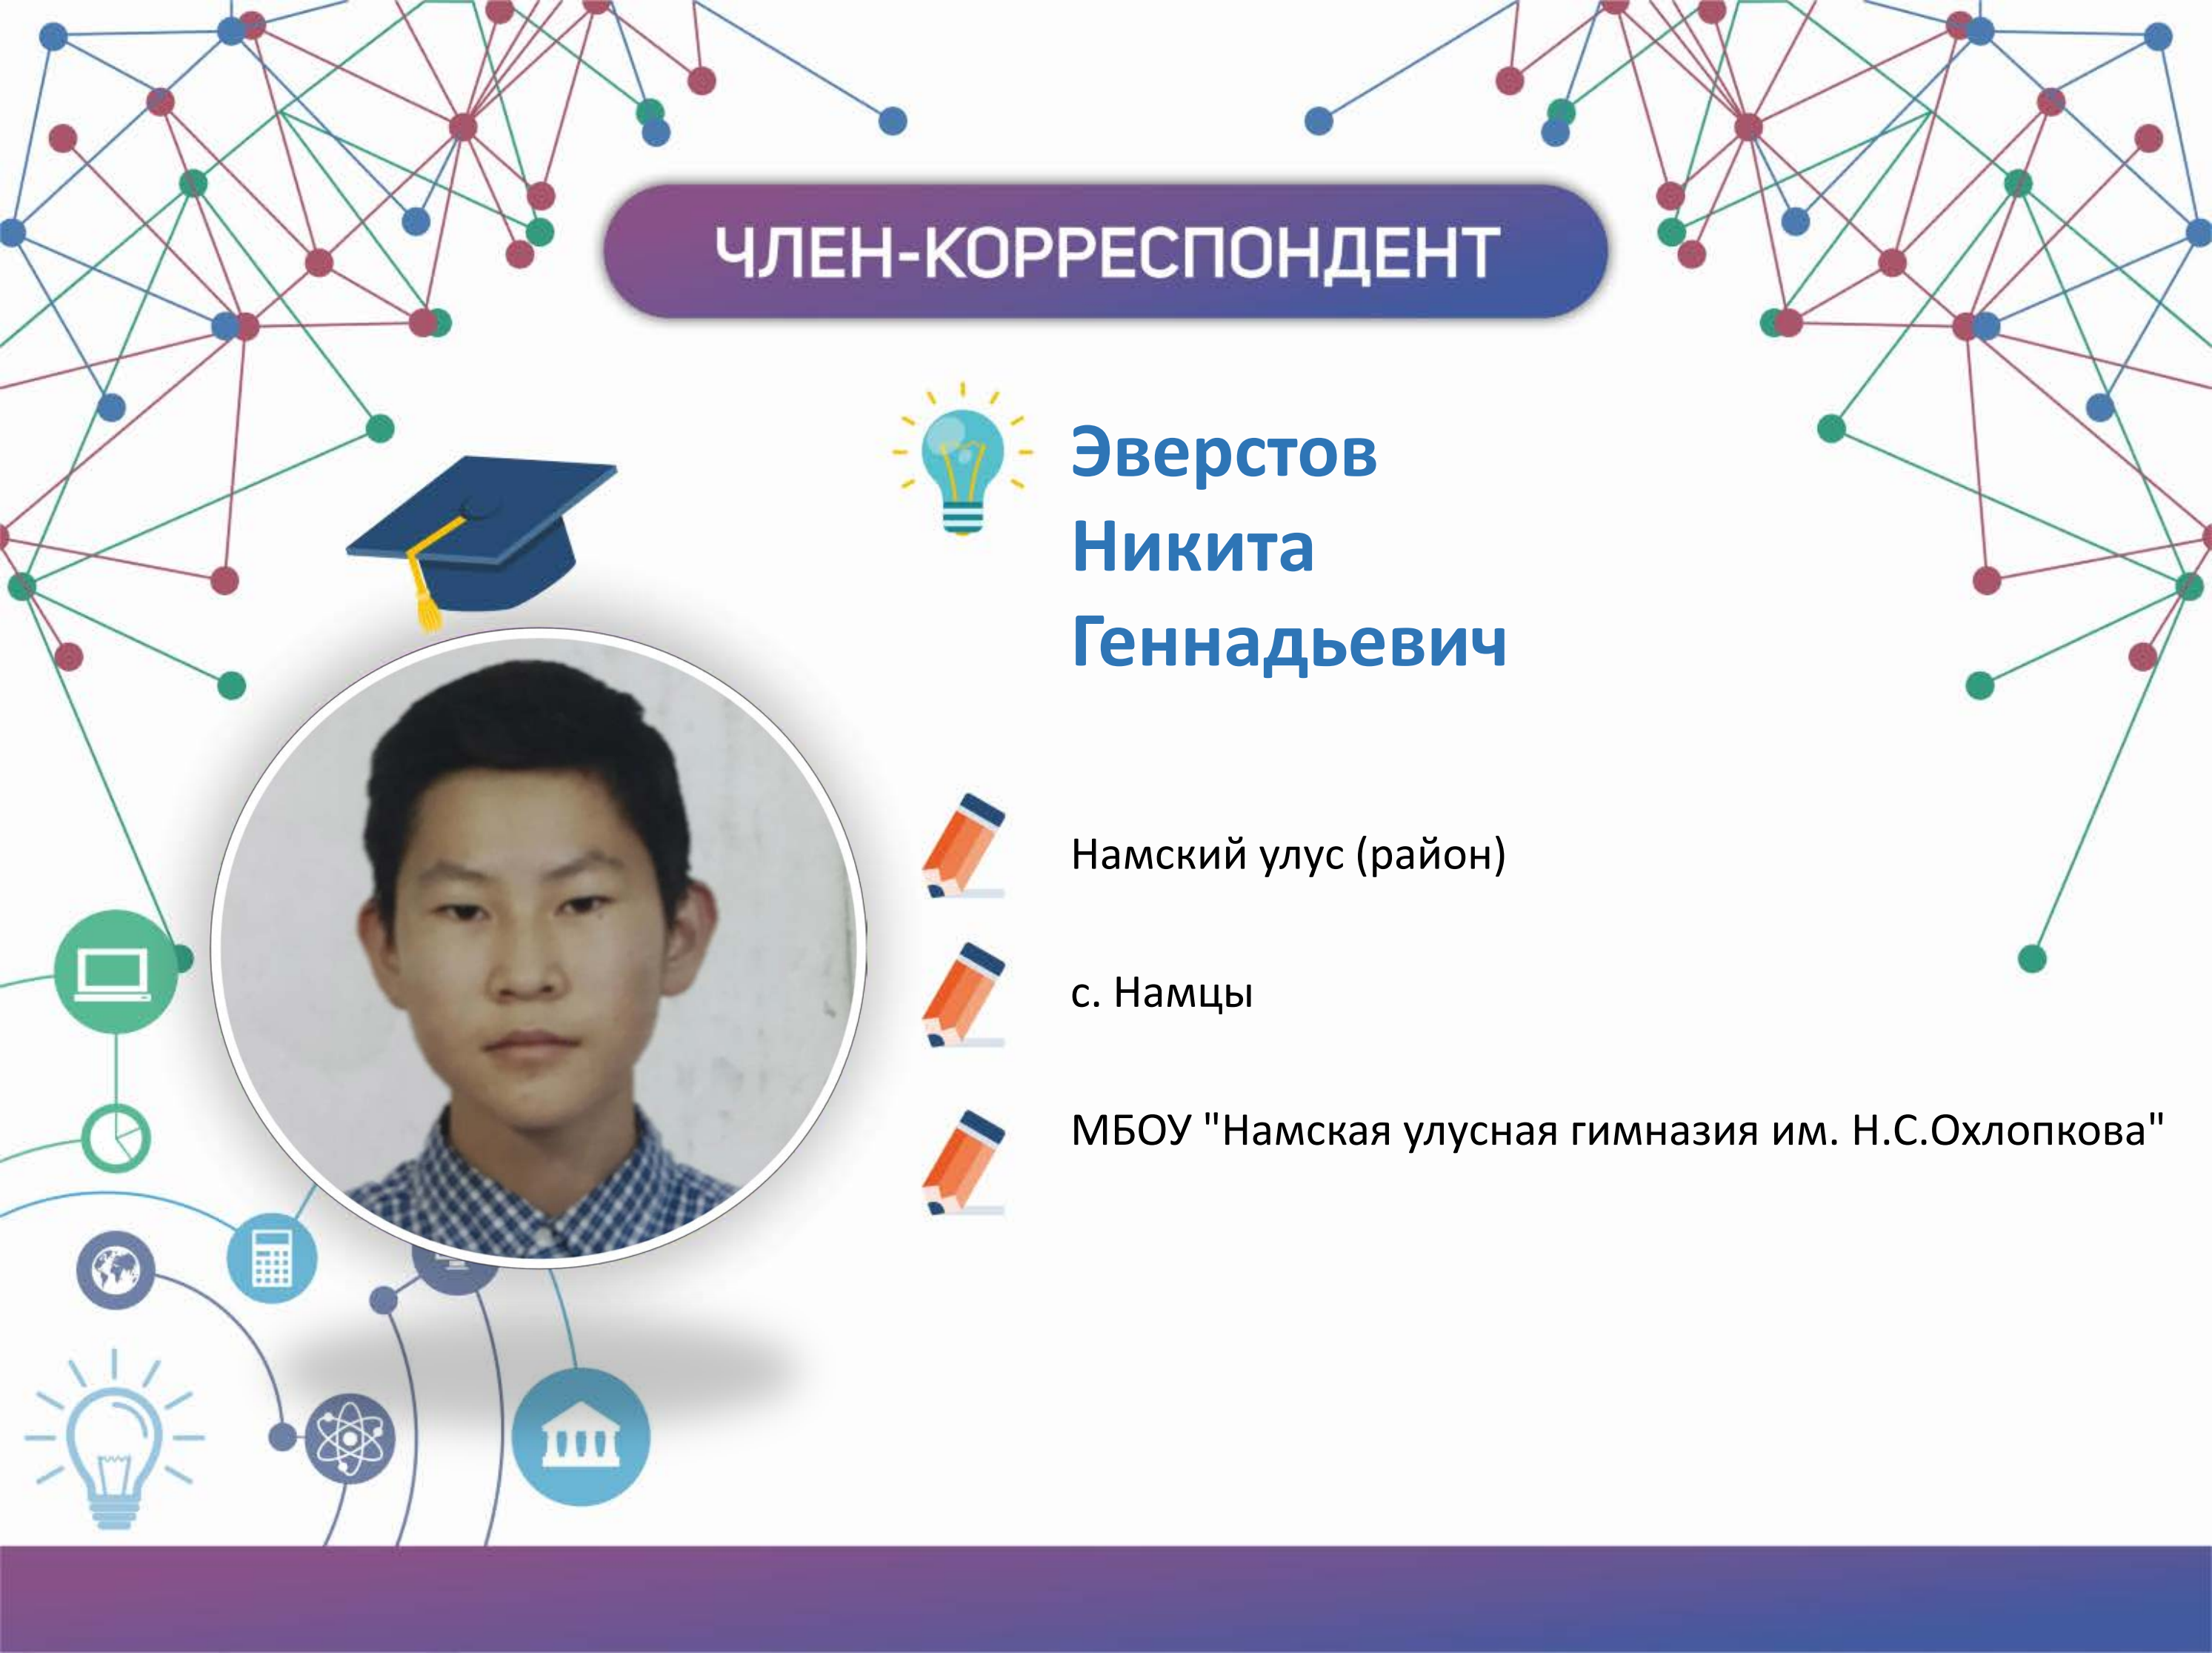 ЧЛЕН-КОРРЕСПОНДЕНТ
Эверстов
Никита
Геннадьевич
Намский улус (район)
с. Намцы
МБОУ "Намская улусная гимназия им. Н.С.Охлопкова"